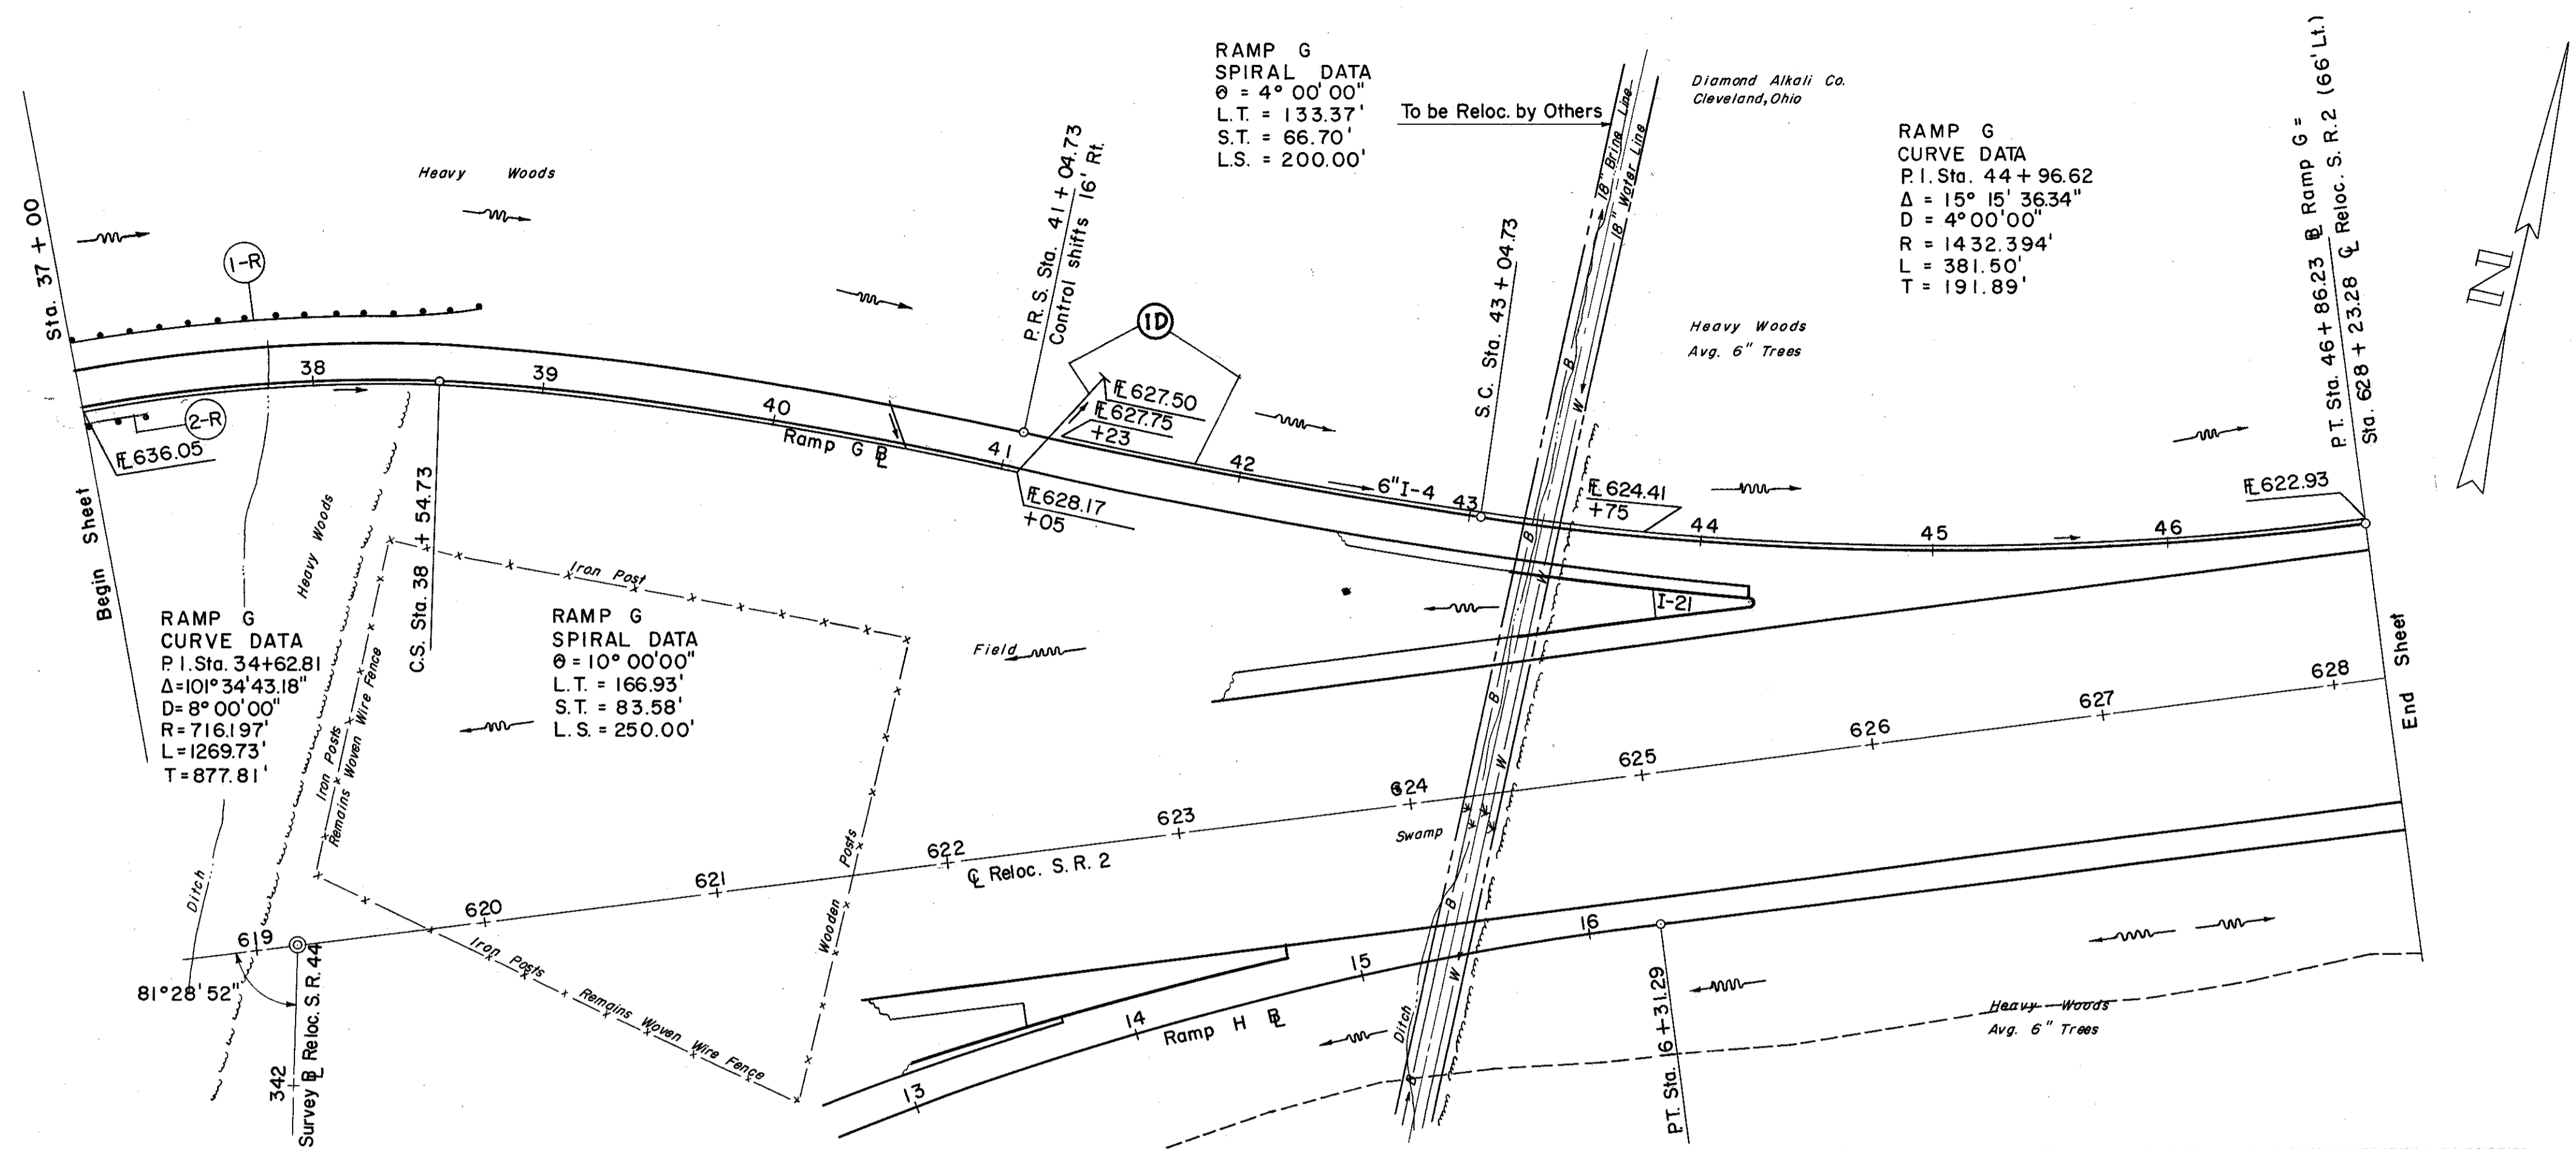 RAMP G
SPIRAL DATA
Θ = 4° 00' 00"
L.T. = 133.37'
S.T. = 66.70'
L.S. = 200.00'
To be Reloc. by Others
18" Brine Line
18" Water Line
Diamond Alkali Co.
Cleveland, Ohio
RAMP G
CURVE DATA
P.I. Sta. 44+96.62
Δ = 15° 15' 36.34"
D = 4°00'00"
R = 1432.394'
L = 381.50'
T = 191.89'
P.T. Sta. 46+86.23 ℄ Ramp G =
Sta. 628+23.28 ℄ Reloc. S.R.2 (66' Lt.)
N
Heavy Woods
Sta. 37+00
Begin Sheet
1-R
P.R.S. Sta. 41+04.73
Control shifts 16' Rt.
1D
S.C. Sta. 43+04.73
Heavy Woods
Avg. 6" Trees
38
39
40
41
42
43
44
45
46
2-R
FL 636.05
Ramp G BL
FL 627.50
FL 627.75
+23
FL 628.17
+05
6" I-4
FL 624.41
+75
FL 622.93
C.S. Sta. 38+54.73
Heavy Woods
Iron Post
I-21
B
W
RAMP G
CURVE DATA
P.I. Sta. 34+62.81
Δ=101°34'43.18"
D=8°00'00"
R=716.197'
L=1269.73'
T=877.81'
Iron Posts
Remains Woven Wire Fence
RAMP G
SPIRAL DATA
Θ = 10° 00'00"
L.T. = 166.93'
S.T. = 83.58'
L.S. = 250.00'
Field
End Sheet
619
620
621
622
623
624
625
626
627
628
℄ Reloc. S.R. 2
Swamp
Ditch
Wooden Posts
81°28'52"
342
Survey BL Reloc. S.R. 44
Iron Posts
Remains Woven Wire Fence
13
14
15
16
Ramp H BL
Ditch
P.T. Sta. 16+31.29
Heavy Woods
Avg. 6" Trees